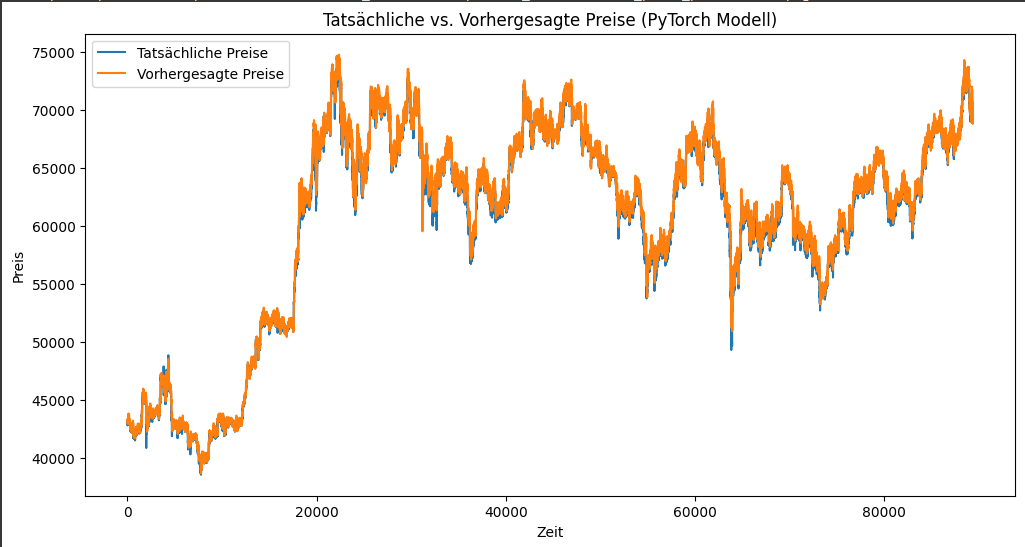 Tatsächliche vs. Vorhergesagte Preise (PyTorch Modell)
Tatsächliche Preise
Vorhergesagte Preise
75000
70000
65000
60000
55000
50000
45000
40000
Preis
0 20000 40000 60000 80000
Zeit